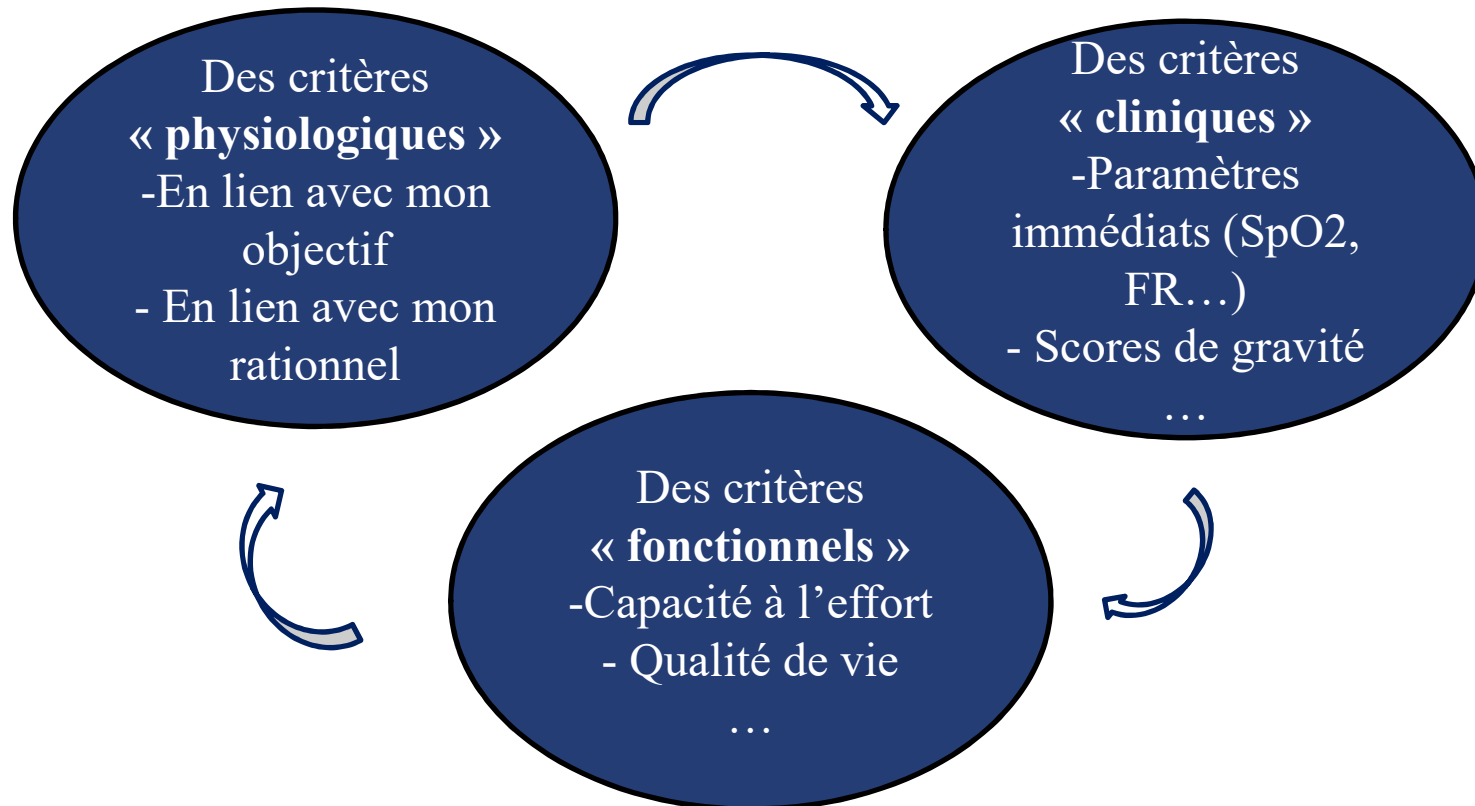 Des critères
« physiologiques »
-En lien avec mon
objectif
- En lien avec mon
rationnel
Des critères
« cliniques »
-Paramètres
immédiats (SpO2,
FR…)
- Scores de gravité
…
Des critères
« fonctionnels »
-Capacité à l’effort
- Qualité de vie
…